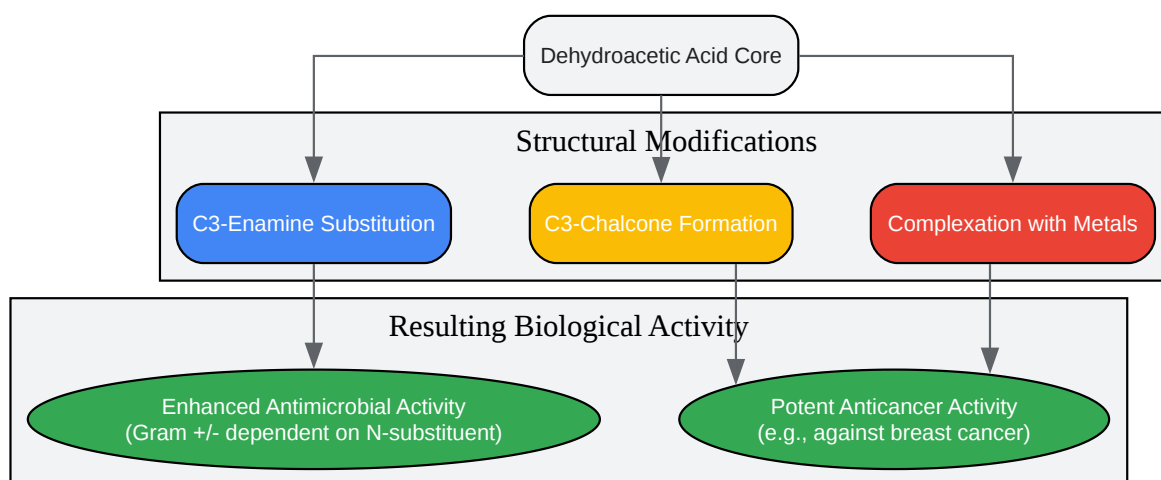 Dehydroacetic Acid Core
Structural Modifications
C3-Enamine Substitution
C3-Chalcone Formation
Complexation with Metals
Resulting Biological Activity
Enhanced Antimicrobial Activity
(Gram +/- dependent on N-substituent)
Potent Anticancer Activity
(e.g., against breast cancer)